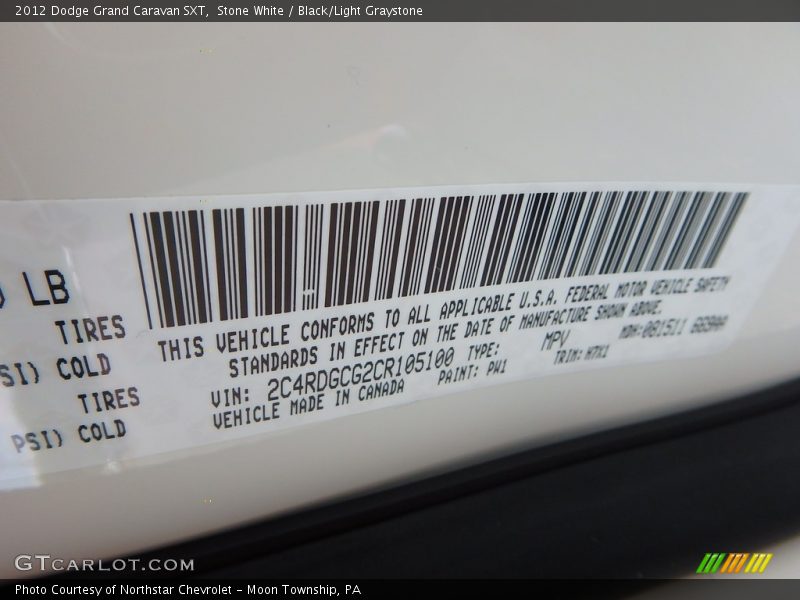 2012 Dodge Grand Caravan SXT, Stone White / Black/Light Graystone
LB
TIRES
SI) COLD
TIRES
PSI) COLD
THIS VEHICLE CONFORMS TO ALL APPLICABLE U.S.A. FEDERAL MOTOR VEHICLE SAFETY
STANDARDS IN EFFECT ON THE DATE OF MANUFACTURE SHOWN ABOVE.
VIN: 2C4RDGCG2CR105100 TYPE: MPV MDH:081511
VEHICLE MADE IN CANADA PAINT: PW1 TRIM:
GTCARLOT.COM
Photo Courtesy of Northstar Chevrolet - Moon Township, PA